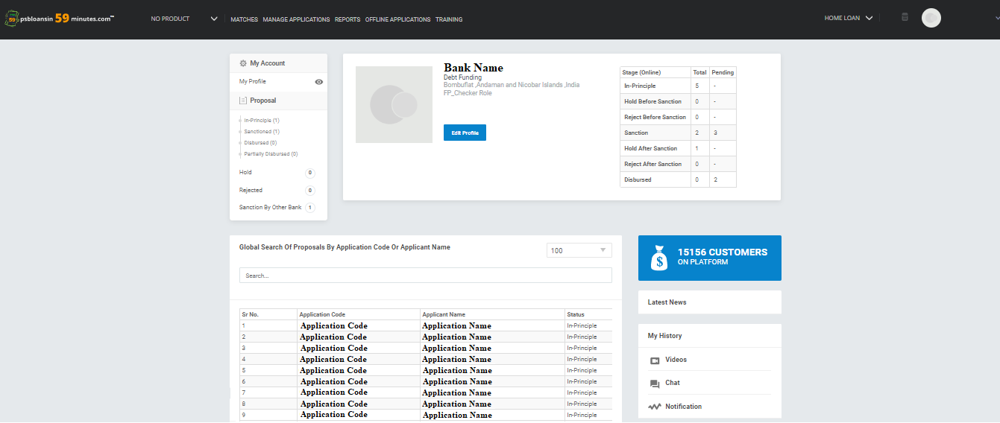 psbloansin 59 minutes.com™
NO PRODUCT
MATCHES MANAGE APPLICATIONS REPORTS OFFLINE APPLICATIONS TRAINING
HOME LOAN
My Account
My Profile
Proposal
In-Principle (1)
Sanctioned (1)
Disbursed (0)
Partially Disbursed (0)
Hold 0
Rejected 0
Sanction By Other Bank 1
Bank Name
Debt Funding
Bombuflat ,Andaman and Nicobar Islands ,India
FP_Checker Role
Edit Profile
Stage (Online) Total Pending
In-Principle 5 -
Hold Before Sanction 0 -
Reject Before Sanction 0 -
Sanction 2 3
Hold After Sanction 1 -
Reject After Sanction 0 -
Disbursed 0 2
Global Search Of Proposals By Application Code Or Applicant Name
100
Search...
Sr No. Application Code Applicant Name Status
1 Application Code Application Name In-Principle
2 Application Code Application Name In-Principle
3 Application Code Application Name In-Principle
4 Application Code Application Name In-Principle
5 Application Code Application Name In-Principle
6 Application Code Application Name In-Principle
7 Application Code Application Name In-Principle
8 Application Code Application Name In-Principle
9 Application Code Application Name In-Principle
15156 CUSTOMERS
ON PLATFORM
Latest News
My History
Videos
Chat
Notification